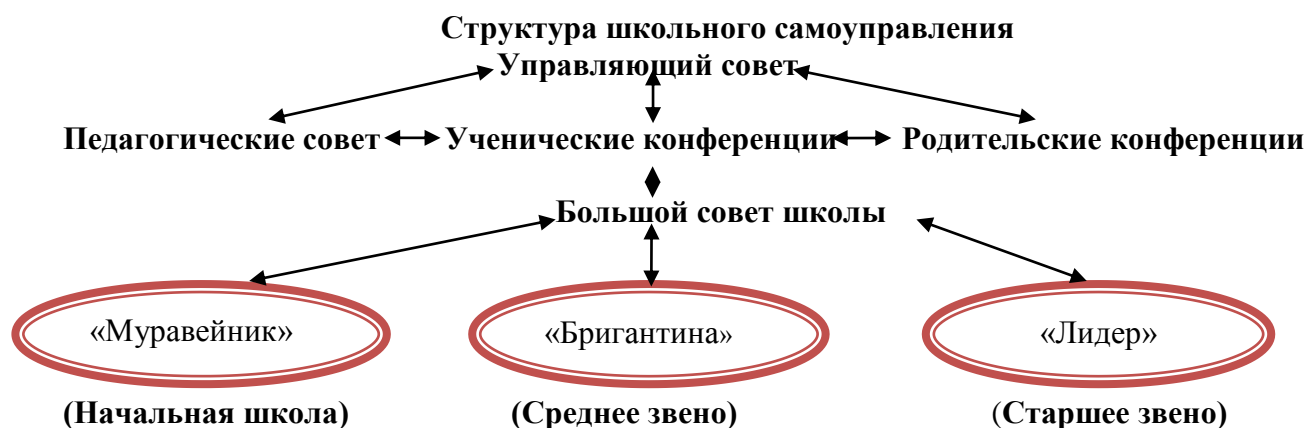 Структура школьного самоуправления
Управляющий совет
Педагогические совет Ученические конференции Родительские конференции
Большой совет школы
«Муравейник» «Бригантина» «Лидер»
(Начальная школа) (Среднее звено) (Старшее звено)